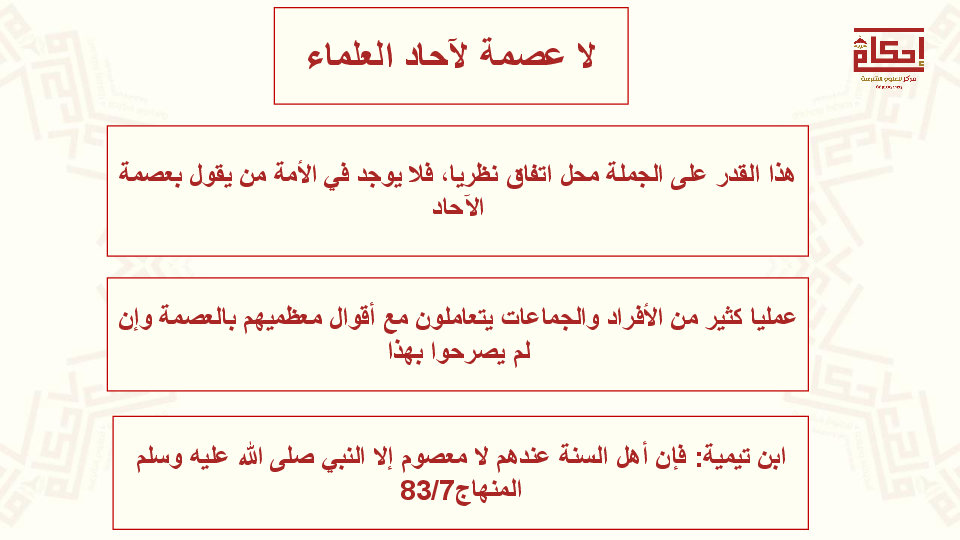 لا عصمة لآحاد العلماء
إحكام
مركز للعلوم الشرعية
هذا القدر على الجملة محل اتفاق نظريا، فلا يوجد في الأمة من يقول بعصمة
الآحاد
عمليا كثير من الأفراد والجماعات يتعاملون مع أقوال معظميهم بالعصمة وإن
لم يصرحوا بهذا
ابن تيمية: فإن أهل السنة عندهم لا معصوم إلا النبي صلى الله عليه وسلم
المنهاج83/7